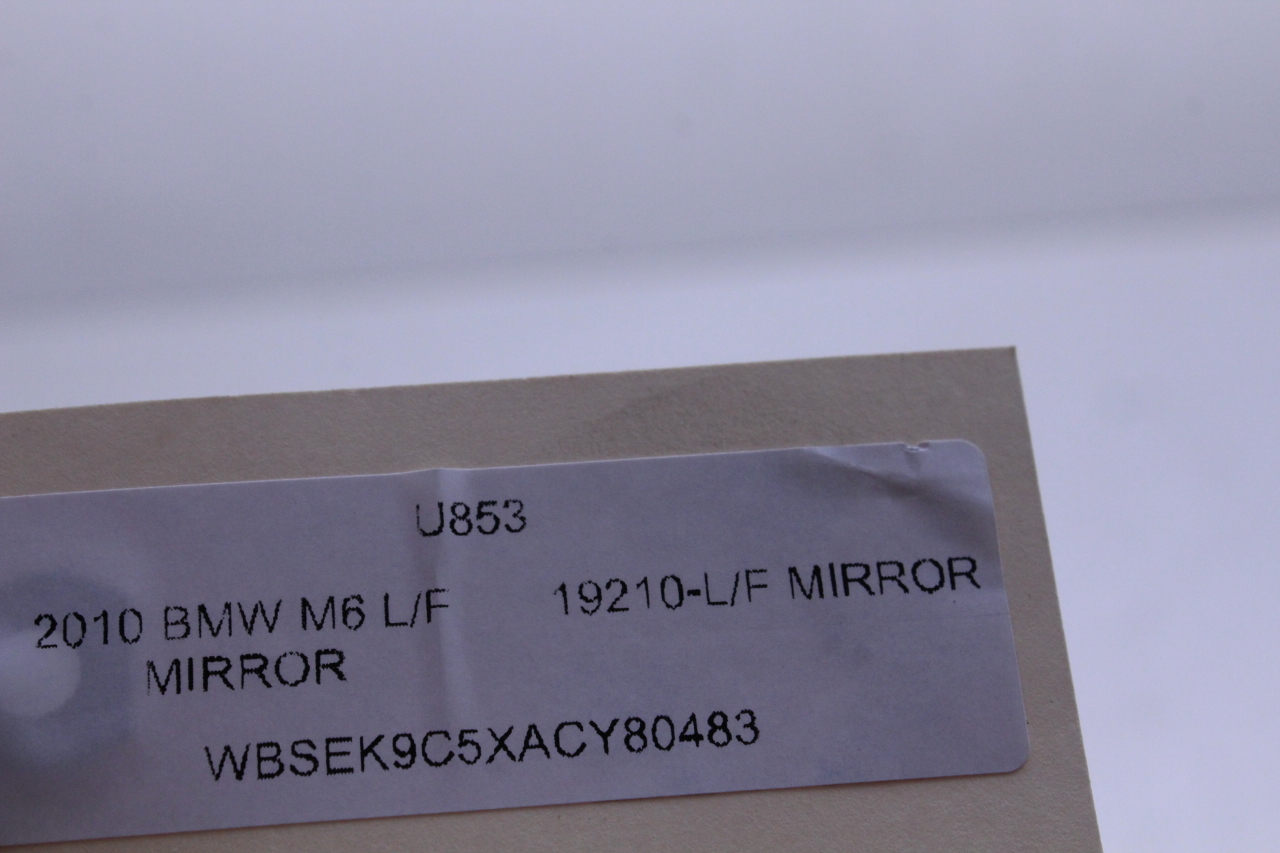 U853
2010 BMW M6 L/F MIRROR
19210-L/F MIRROR
WBSEK9C5XACY80483